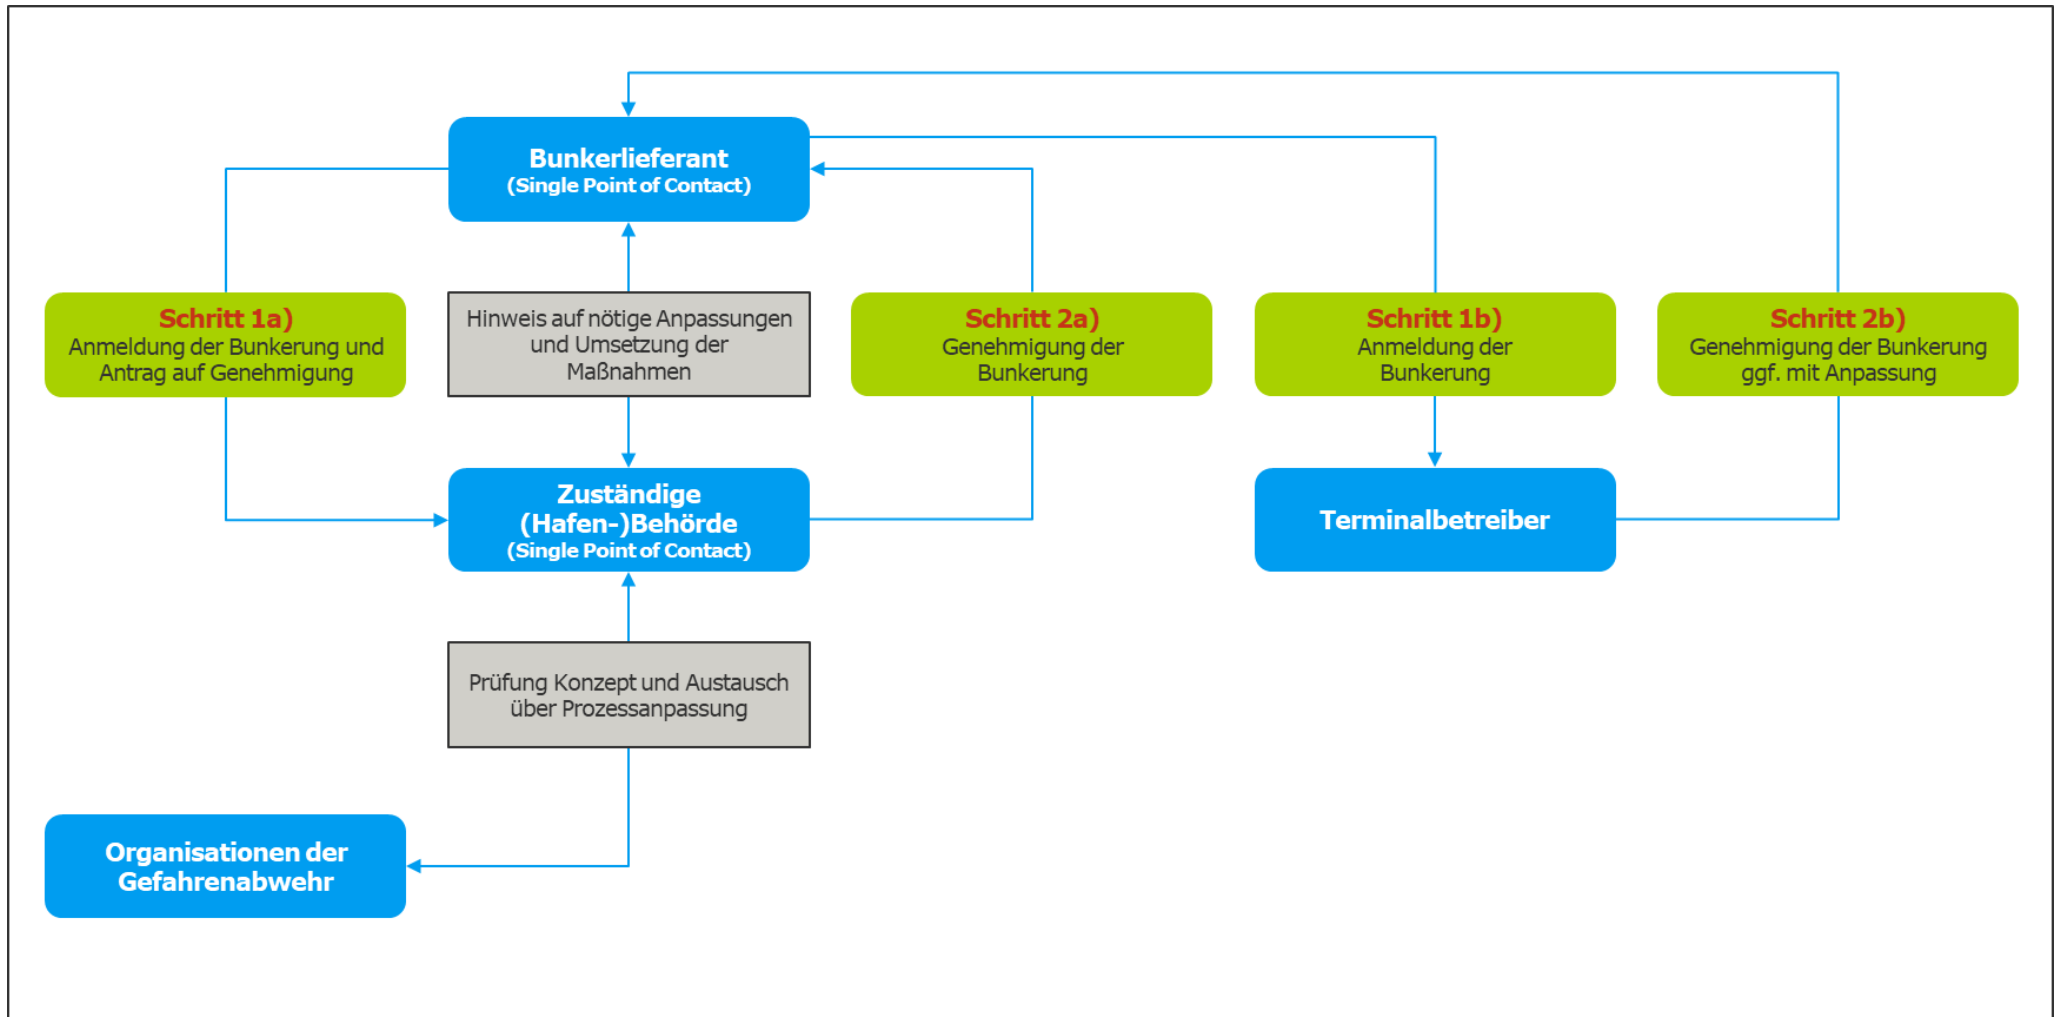 Bunkerlieferant
(Single Point of Contact)
Schritt 1a)
Anmeldung der Bunkerung und
Antrag auf Genehmigung
Hinweis auf nötige Anpassungen
und Umsetzung der
Maßnahmen
Schritt 2a)
Genehmigung der
Bunkerung
Schritt 1b)
Anmeldung der
Bunkerung
Schritt 2b)
Genehmigung der Bunkerung
ggf. mit Anpassung
Zuständige
(Hafen-)Behörde
(Single Point of Contact)
Terminalbetreiber
Prüfung Konzept und Austausch
über Prozessanpassung
Organisationen der
Gefahrenabwehr